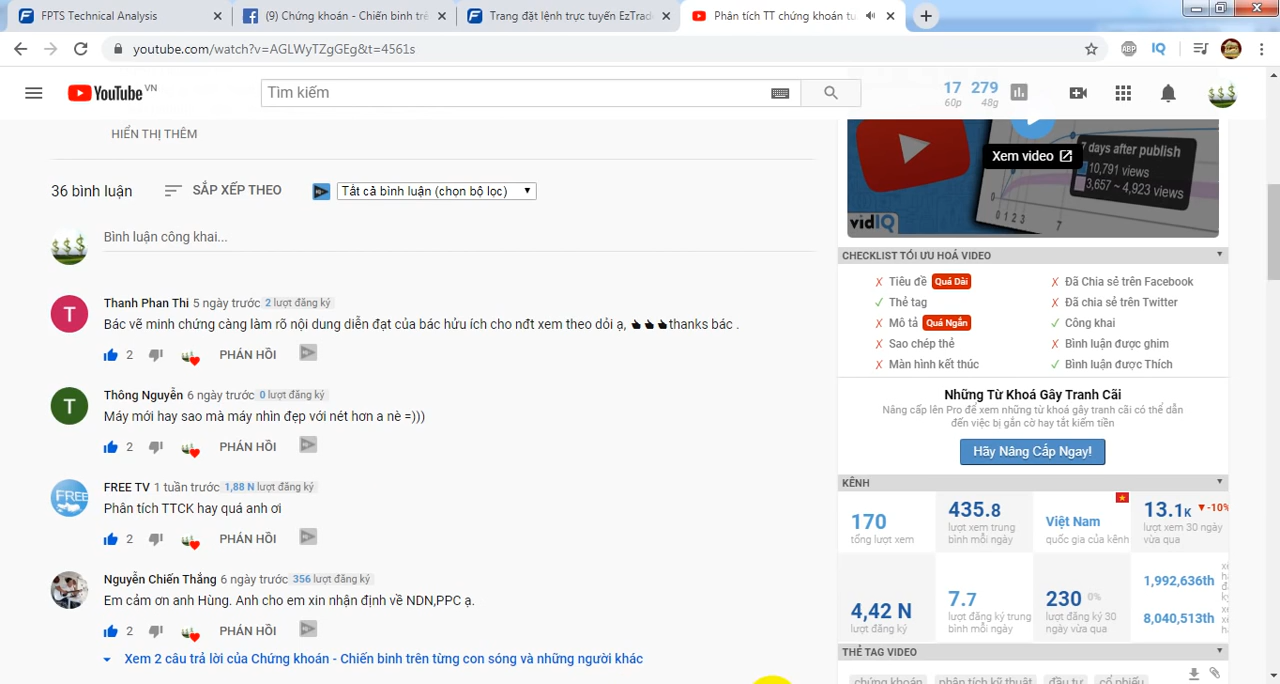 FPTS Technical Analysis
(9) Chứng khoán - Chiến binh trê
Trang đặt lệnh trực tuyến EzTrad
Phân tích TT chứng khoán tu
youtube.com/watch?v=AGLWyTZgGEg&t=4561s
ABP
IQ
YouTube VN
Tìm kiếm
17 279
60p 48g
HIỂN THỊ THÊM
36 bình luận
SẮP XẾP THEO
Tất cả bình luận (chọn bộ lọc)
Bình luận công khai...
Thanh Phan Thi 5 ngày trước 2 lượt đăng ký
Bác vẽ minh chứng càng làm rõ nội dung diễn đạt của bác hửu ích cho nđt xem theo dỏi ạ, 👍👍👍thanks bác .
2 PHẢN HỒI
Thông Nguyễn 6 ngày trước 0 lượt đăng ký
Máy mới hay sao mà máy nhìn đẹp với nét hơn a nè =)))
2 PHẢN HỒI
FREE TV 1 tuần trước 1,88 N lượt đăng ký
Phân tích TTCK hay quá anh ơi
2 PHẢN HỒI
Nguyễn Chiến Thắng 6 ngày trước 356 lượt đăng ký
Em cảm ơn anh Hùng. Anh cho em xin nhận định về NDN,PPC ạ.
2 PHẢN HỒI
Xem 2 câu trả lời của Chứng khoán - Chiến binh trên từng con sóng và những người khác
7 days after publish
10,791 views
3,657 ~ 4,923 views
Xem video
0 1 2 3 7
vidIQ
CHECKLIST TỐI ƯU HOÁ VIDEO
Tiêu đề Quá Dài
Đã Chia sẻ trên Facebook
Thẻ tag
Đã chia sẻ trên Twitter
Mô tả Quá Ngắn
Công khai
Sao chép thẻ
Bình luận được ghim
Màn hình kết thúc
Bình luận được Thích
Những Từ Khoá Gây Tranh Cãi
Nâng cấp lên Pro để xem những từ khoá gây tranh cãi có thể dẫn
đến việc bị gắn cờ hay tắt kiếm tiền
Hãy Nâng Cấp Ngay!
KÊNH
170
tổng lượt xem
435.8
lượt xem trung
bình mỗi ngày
Việt Nam
quốc gia của kênh
13.1K ▼-10%
lượt xem 30 ngày
vừa qua
4,42 N
lượt đăng ký
7.7
lượt đăng ký trung
bình mỗi ngày
230 0%
lượt đăng ký 30
ngày vừa qua
1,992,636th
8,040,513th
THẺ TAG VIDEO
chứng khoán
phân tích kỹ thuật
đầu tư
cổ phiếu